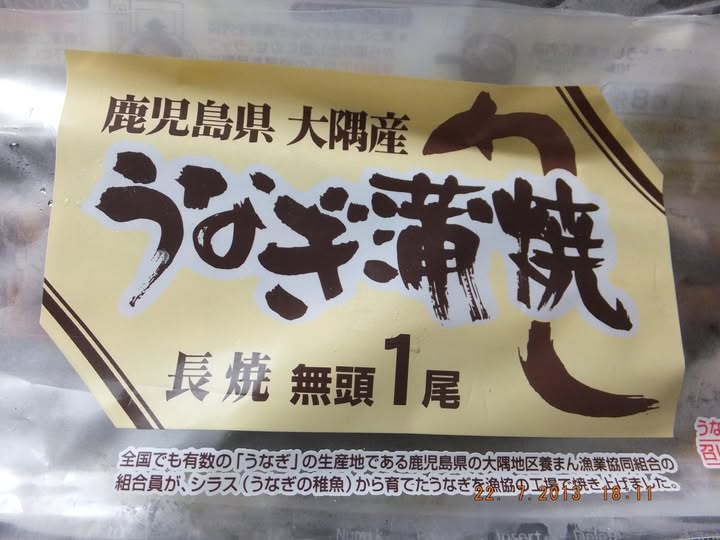 鹿児島県 大隅産
うなぎ蒲焼
長焼 無頭1尾
全国でも有数の「うなぎ」の生産地である鹿児島県の大隅地区養まん漁業協同組合の
組合員が、シラス(うなぎの稚魚)から育てたうなぎを漁協の工場で焼き上げました。
22. 7.2013 18:11